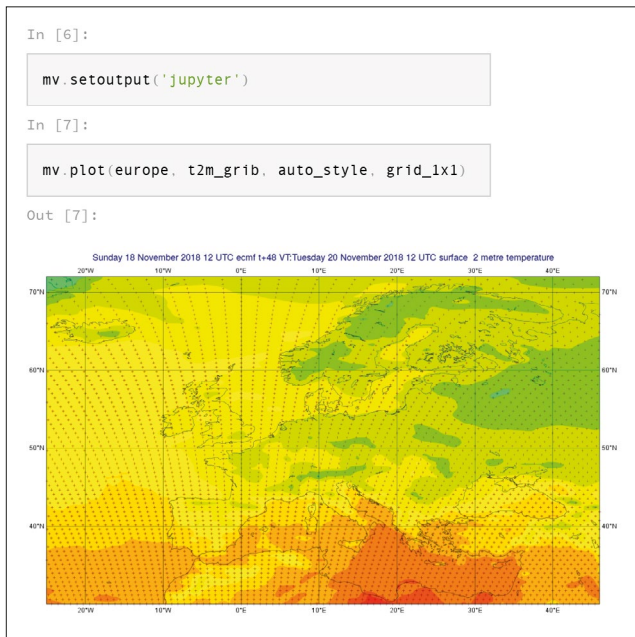 In [6]:
mv.setoutput('jupyter')
In [7]:
mv.plot(europe, t2m_grib, auto_style, grid_1x1)
Out [7]:
Sunday 18 November 2018 12 UTC ecmf t+48 VT:Tuesday 20 November 2018 12 UTC surface 2 metre temperature
20°W 10°W 0°E 10°E 20°E 30°E 40°E
70°N 70°N
60°N 60°N
50°N 50°N
40°N 40°N
20°W 10°W 0°E 10°E 20°E 30°E 40°E